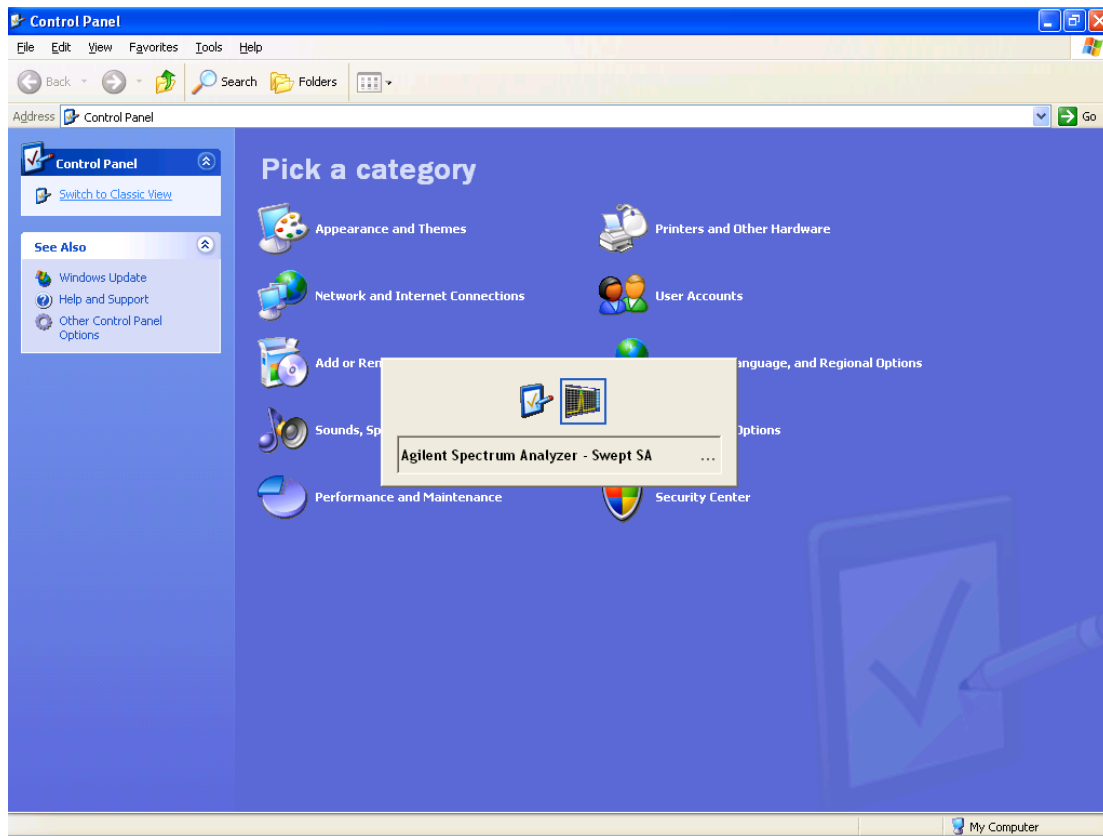 Control Panel
File Edit View Favorites Tools Help
Back Search Folders
Address Control Panel Go
Control Panel
Switch to Classic View
See Also
Windows Update
Help and Support
Other Control Panel
Options
Pick a category
Appearance and Themes
Printers and Other Hardware
Network and Internet Connections
User Accounts
Add or
anguage, and Regional Options
Sounds,
Options
Agilent Spectrum Analyzer - Swept SA ...
Performance and Maintenance
Security Center
My Computer